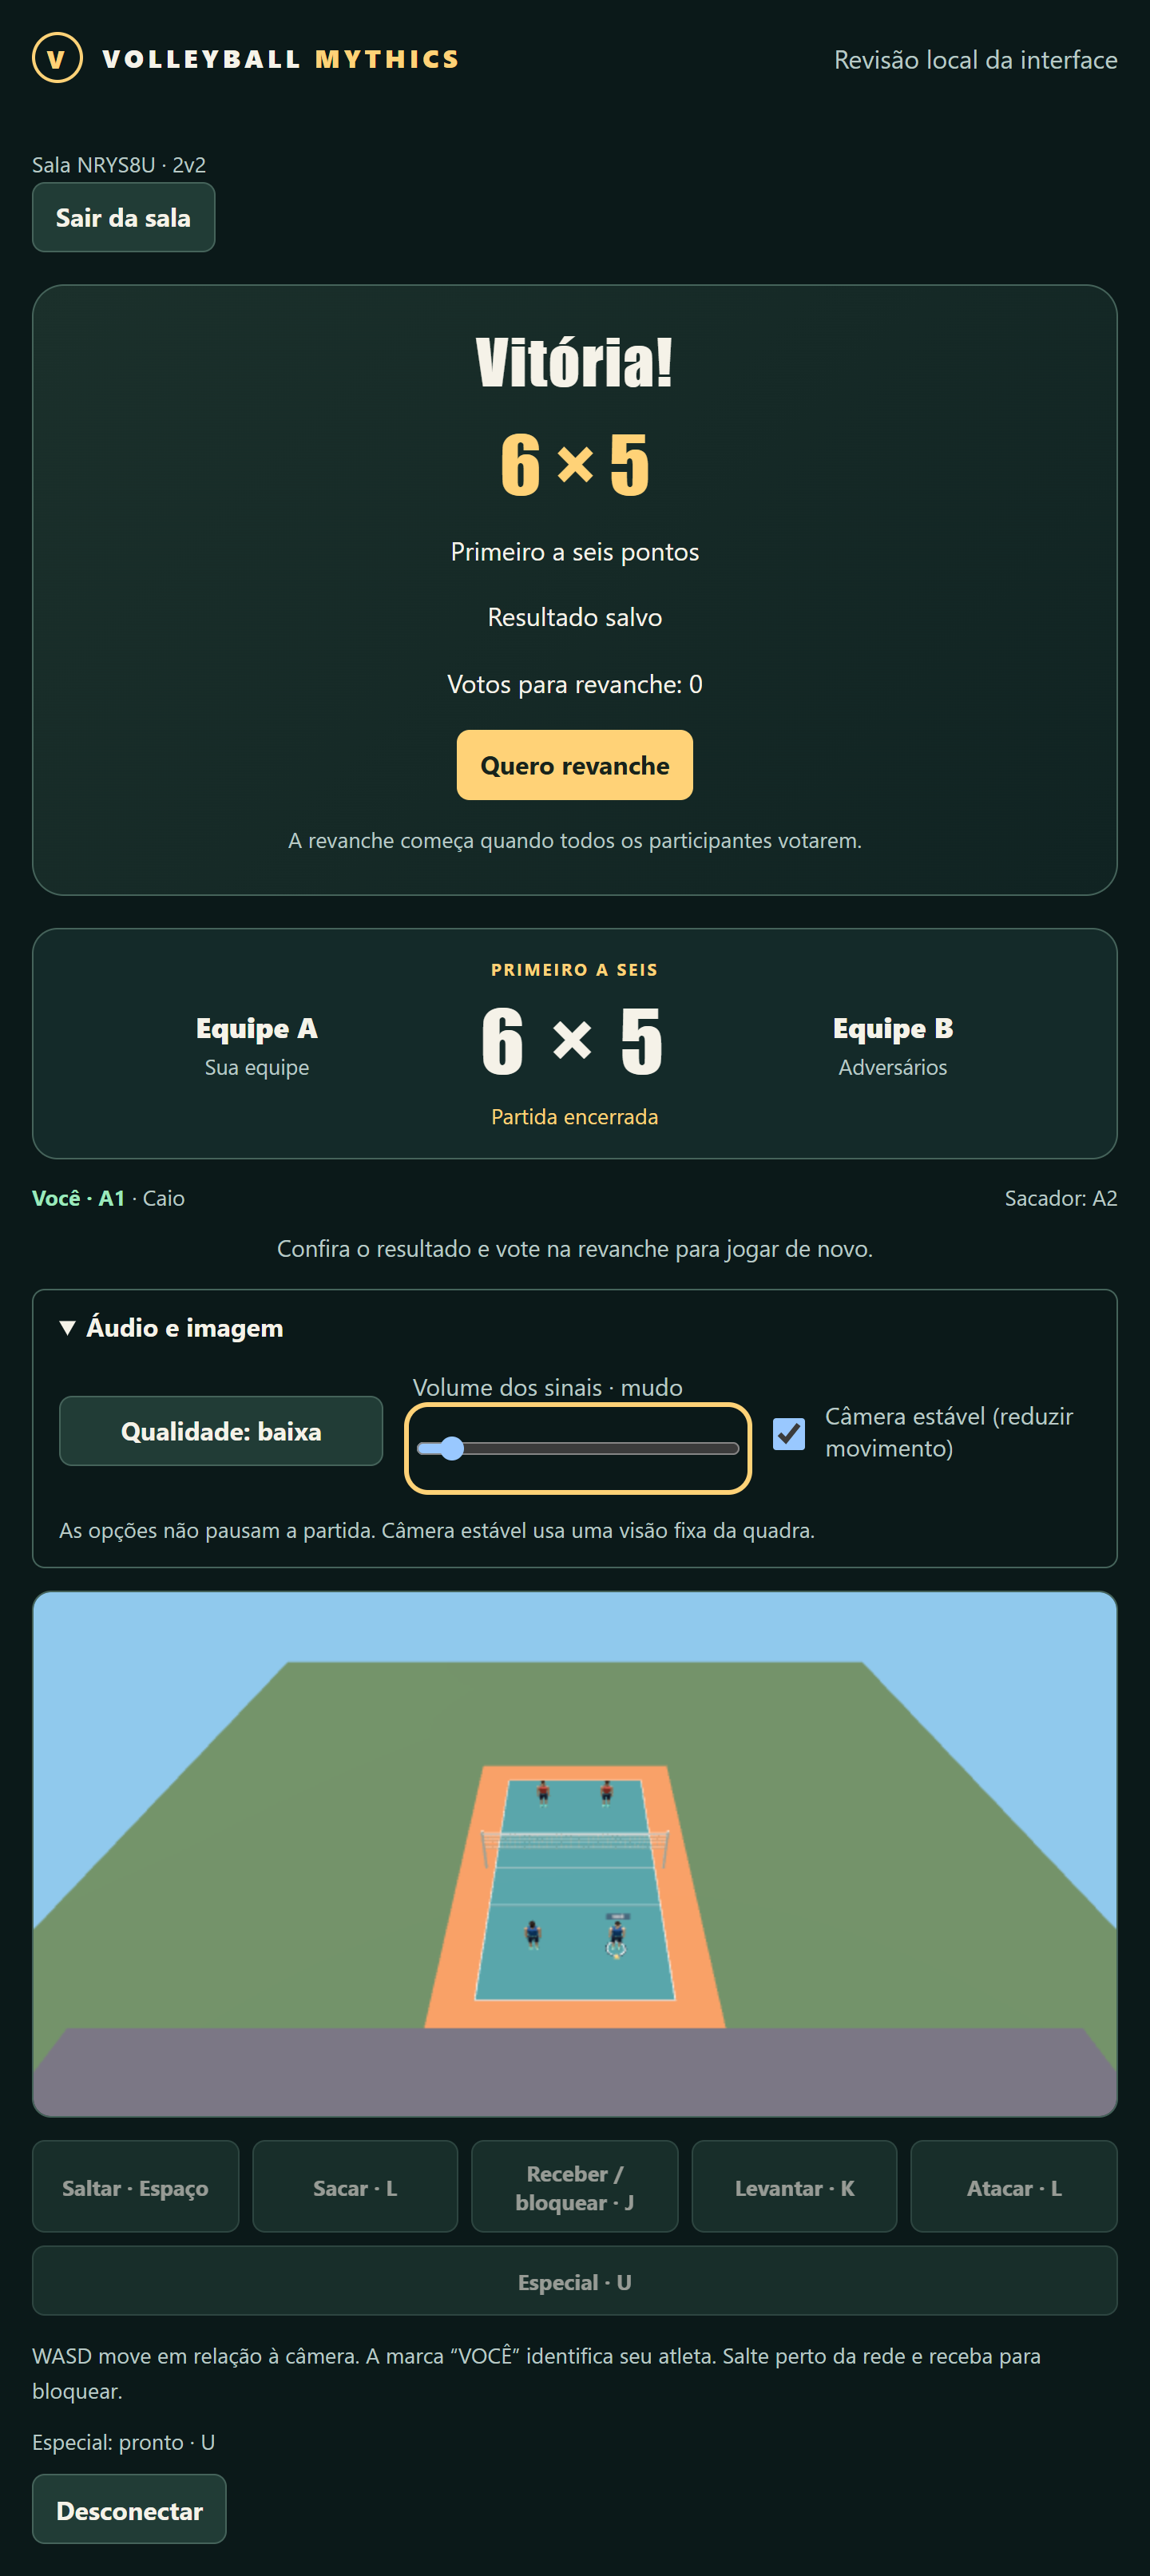 V VOLLEYBALL MYTHICS
Revisão local da interface
Sala NRYS8U · 2v2
Sair da sala
Vitória!
6 × 5
Primeiro a seis pontos
Resultado salvo
Votos para revanche: 0
Quero revanche
A revanche começa quando todos os participantes votarem.
PRIMEIRO A SEIS
Equipe A
Sua equipe
6 × 5
Equipe B
Adversários
Partida encerrada
Você · A1 · Caio
Sacador: A2
Confira o resultado e vote na revanche para jogar de novo.
▼ Áudio e imagem
Qualidade: baixa
Volume dos sinais · mudo
Câmera estável (reduzir
movimento)
As opções não pausam a partida. Câmera estável usa uma visão fixa da quadra.
Saltar · Espaço
Sacar · L
Receber /
bloquear · J
Levantar · K
Atacar · L
Especial · U
WASD move em relação à câmera. A marca “VOCÊ” identifica seu atleta. Salte perto da rede e receba para
bloquear.
Especial: pronto · U
Desconectar